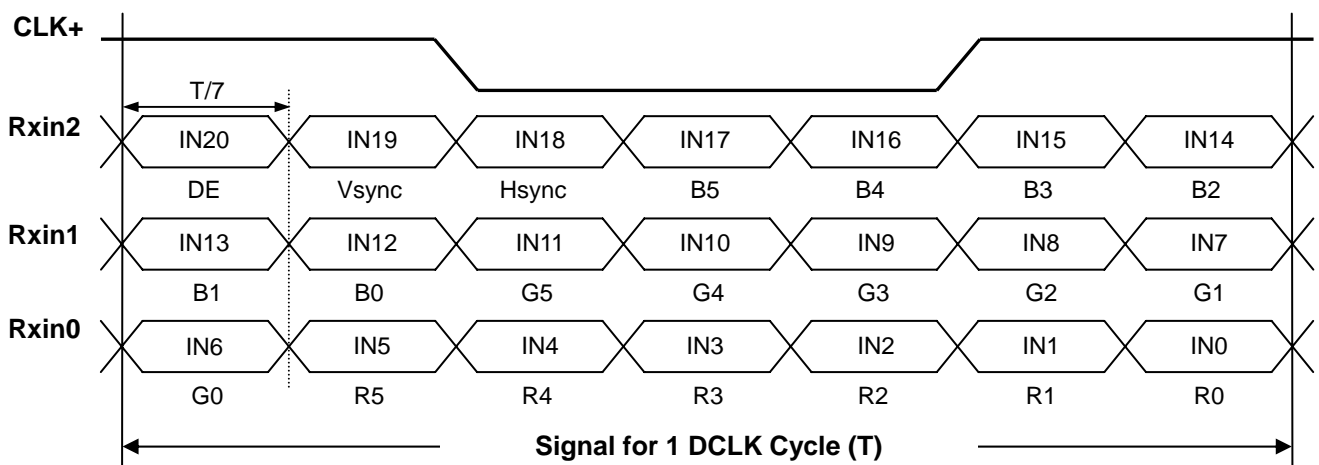 CLK+
T/7
Rxin2 IN20 IN19 IN18 IN17 IN16 IN15 IN14
DE Vsync Hsync B5 B4 B3 B2
Rxin1 IN13 IN12 IN11 IN10 IN9 IN8 IN7
B1 B0 G5 G4 G3 G2 G1
Rxin0 IN6 IN5 IN4 IN3 IN2 IN1 IN0
G0 R5 R4 R3 R2 R1 R0
Signal for 1 DCLK Cycle (T)